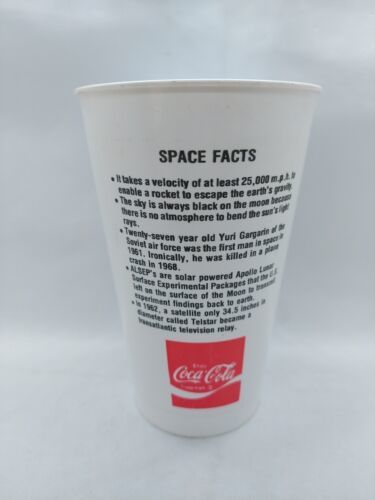 SPACE FACTS
• It takes a velocity of at least 25,000 m.p.h. to
enable a rocket to escape the earth's gravity.
• The sky is always black on the moon because
there is no atmosphere to bend the sun's light
rays.
• Twenty-seven year old Yuri Gargarin of the
Soviet air force was the first man in space in
1961. Ironically, he was killed in a plane
crash in 1968.
• ALSEP's are solar powered Apollo Lunar
Surface Experimental Packages that the U.S.
left on the surface of the Moon to transmit
experiment findings back to earth.
• In 1962, a satellite only 34.5 inches in
diameter called Telstar became a
transatlantic television relay.
Enjoy
Coca-Cola